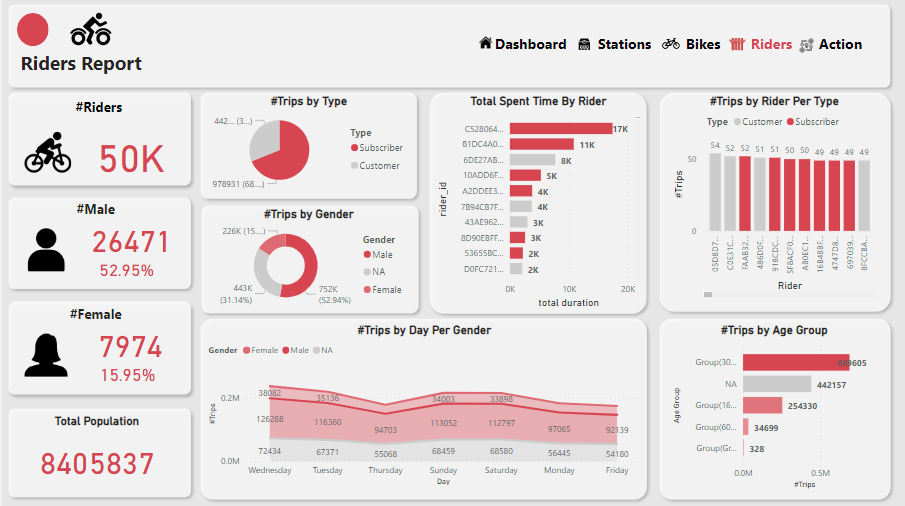 Riders Report
Dashboard
Stations
Bikes
Riders
Action
#Riders
50K
#Male
26471
52.95%
#Female
7974
15.95%
Total Population
8405837
#Trips by Type
442... (3...)
978931 (68...)
Type
Subscriber
Customer
#Trips by Gender
226K (15...)
443K
(31.14%)
752K
(52.94%)
Gender
Male
NA
Female
Total Spent Time By Rider
rider_id
C528064... 17K
B1DC4A0... 11K
6DE27AB... 8K
10ADD6F... 5K
A2DDEE3... 4K
7B94CB7F... 4K
43AE962... 3K
8D90EBFF... 3K
53655BC... 2K
D0FC721... 2K
0K 10K 20K
total duration
#Trips by Rider Per Type
Type Customer Subscriber
#Trips
50
0
54 52 52 51 51 50 50 49 49 49 49
05D8D7... C0E31C... FAAB32... 486D0F... 918CDC... 5F8ACF0... AB0EC1... 16B4BBF... 4747D8... 697039... 8FCCBA...
Rider
#Trips by Day Per Gender
Gender Female Male NA
#Trips
0.2M
0.0M
38082 35136 34003 33898
126288 116360 94703 113052 112797 97065 92139
72434 67371 55068 68459 68580 56445 54180
Wednesday Tuesday Thursday Sunday Saturday Monday Friday
Day
#Trips by Age Group
Age Group
Group(30... 689605
NA 442157
Group(16... 254330
Group(60... 34699
Group(Gr... 328
0.0M 0.5M
#Trips